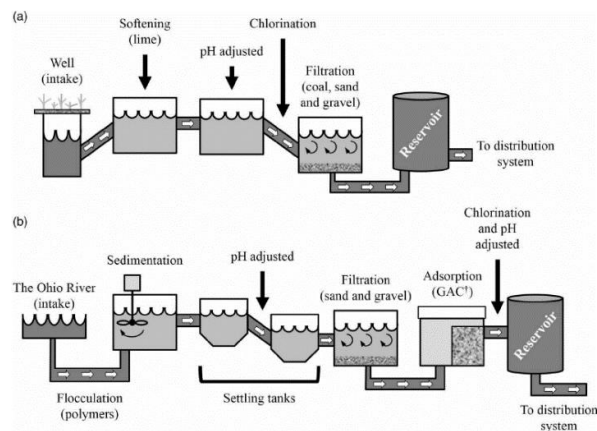 (a)
Softening
(lime)
Chlorination
pH adjusted
Well
(intake)
Filtration
(coal, sand
and gravel)
Reservoir
To distribution
system
(b)
Chlorination
and pH
adjusted
Sedimentation
pH adjusted
The Ohio River
(intake)
Filtration
(sand and gravel)
Adsorption
(GAC†)
Reservoir
Flocculation
(polymers)
Settling tanks
To distribution
system